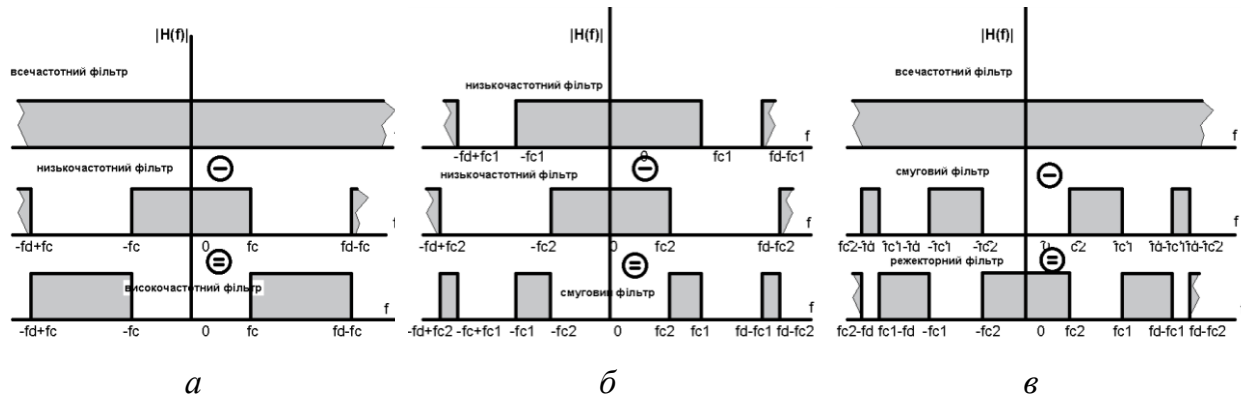 |H(f)|
всечастотний фільтр
низькочастотний фільтр
-fd+fc -fc 0 fc fd-fc
високочастотний фільтр
f
-fd+fc -fc 0 fc fd-fc
а
|H(f)|
низькочастотний фільтр
f
-fd+fc1 -fc1 0 fc1 fd-fc1
низькочастотний фільтр
f
-fd+fc2 -fc2 0 fc2 fd-fc2
смуговий фільтр
f
-fd+fc2 -fc+fc1 -fc1 -fc2 0 fc2 fc1 fd-fc1 fd-fc2
б
|H(f)|
всечастотний фільтр
f
смуговий фільтр
f
режекторний фільтр
f
fc2-fd fc1-fd -fc1 -fc2 0 fc2 fc1 fd-fc1 fd-fc2
в